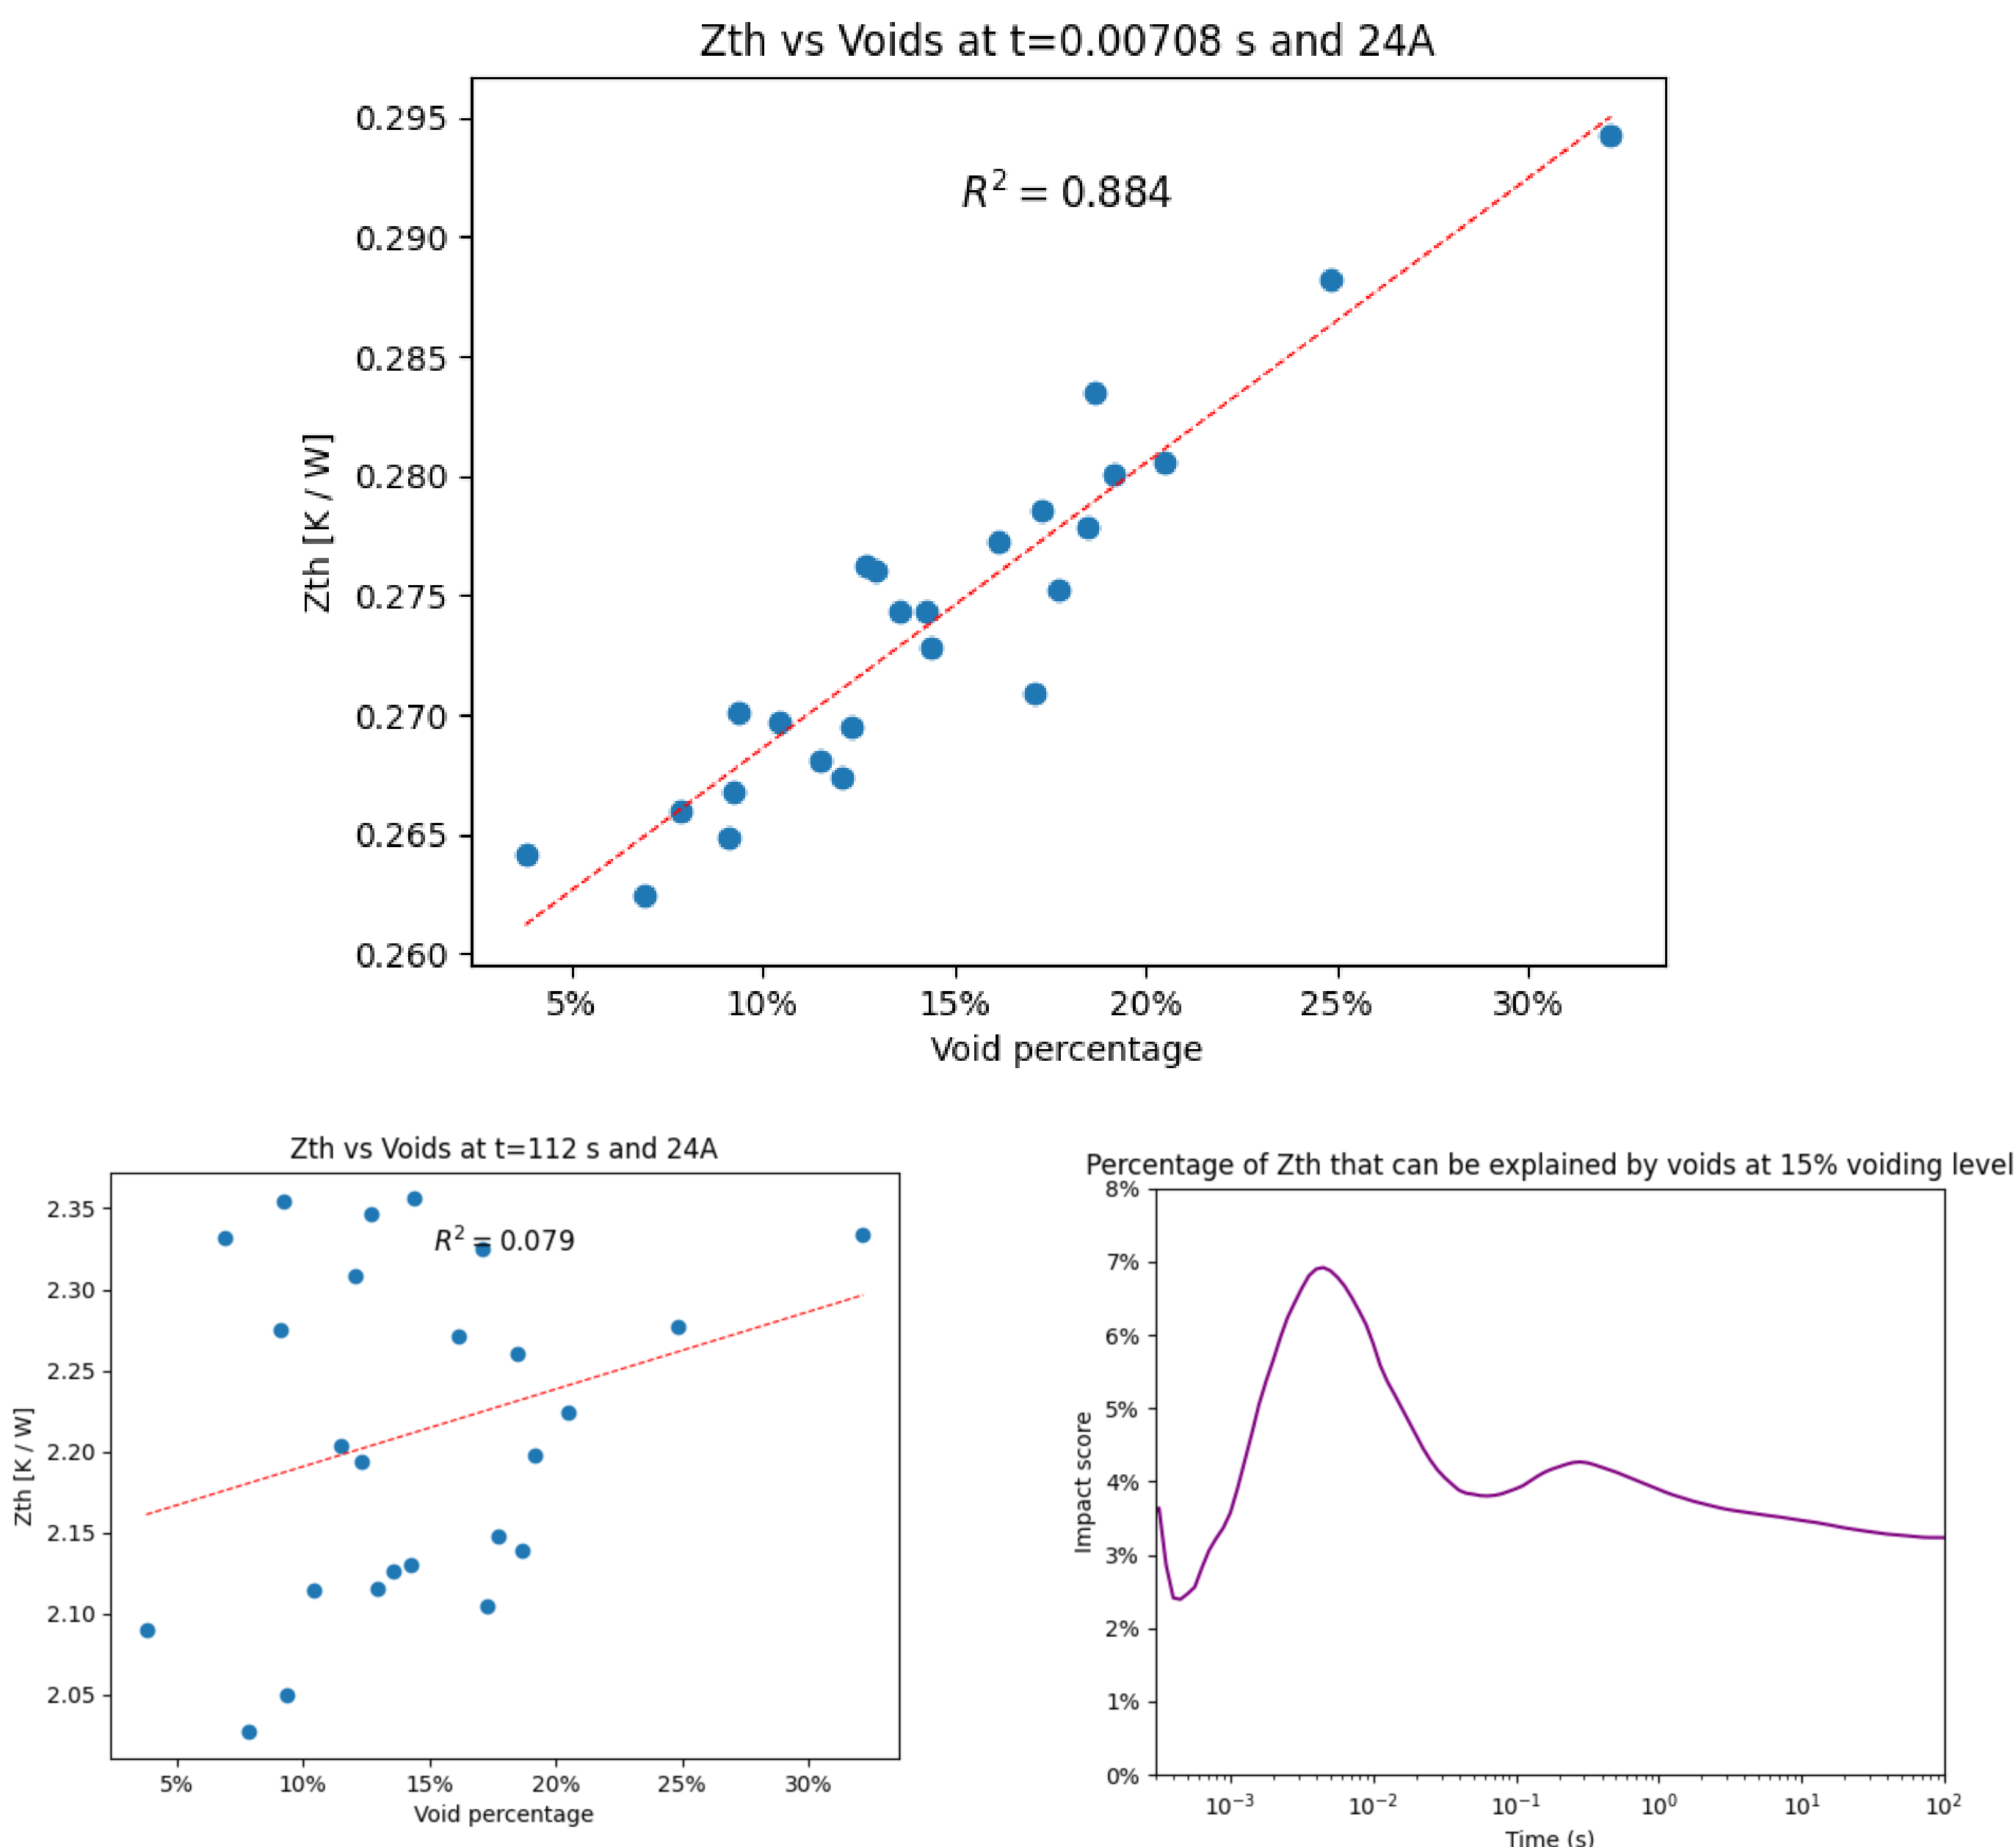 Zth vs Voids at t=0.00708 s and 24A
0.295
R² = 0.884
0.290
0.285
0.280
Zth [K / W]
0.275
0.270
0.265
0.260
5% 10% 15% 20% 25% 30%
Void percentage
Zth vs Voids at t=112 s and 24A
2.35
R² = 0.079
2.30
2.25
Zth [K / W]
2.20
2.15
2.10
2.05
5% 10% 15% 20% 25% 30%
Void percentage
Percentage of Zth that can be explained by voids at 15% voiding level
8%
7%
6%
5%
Impact score
4%
3%
2%
1%
0%
10⁻³ 10⁻² 10⁻¹ 10⁰ 10¹ 10²
Time (s)